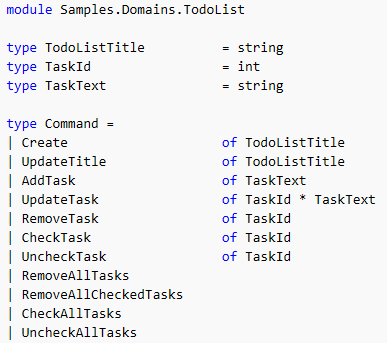 module Samples.Domains.TodoList
type TodoListTitle = string
type TaskId = int
type TaskText = string
type Command =
| Create of TodoListTitle
| UpdateTitle of TodoListTitle
| AddTask of TaskText
| UpdateTask of TaskId * TaskText
| RemoveTask of TaskId
| CheckTask of TaskId
| UncheckTask of TaskId
| RemoveAllTasks
| RemoveAllCheckedTasks
| CheckAllTasks
| UncheckAllTasks